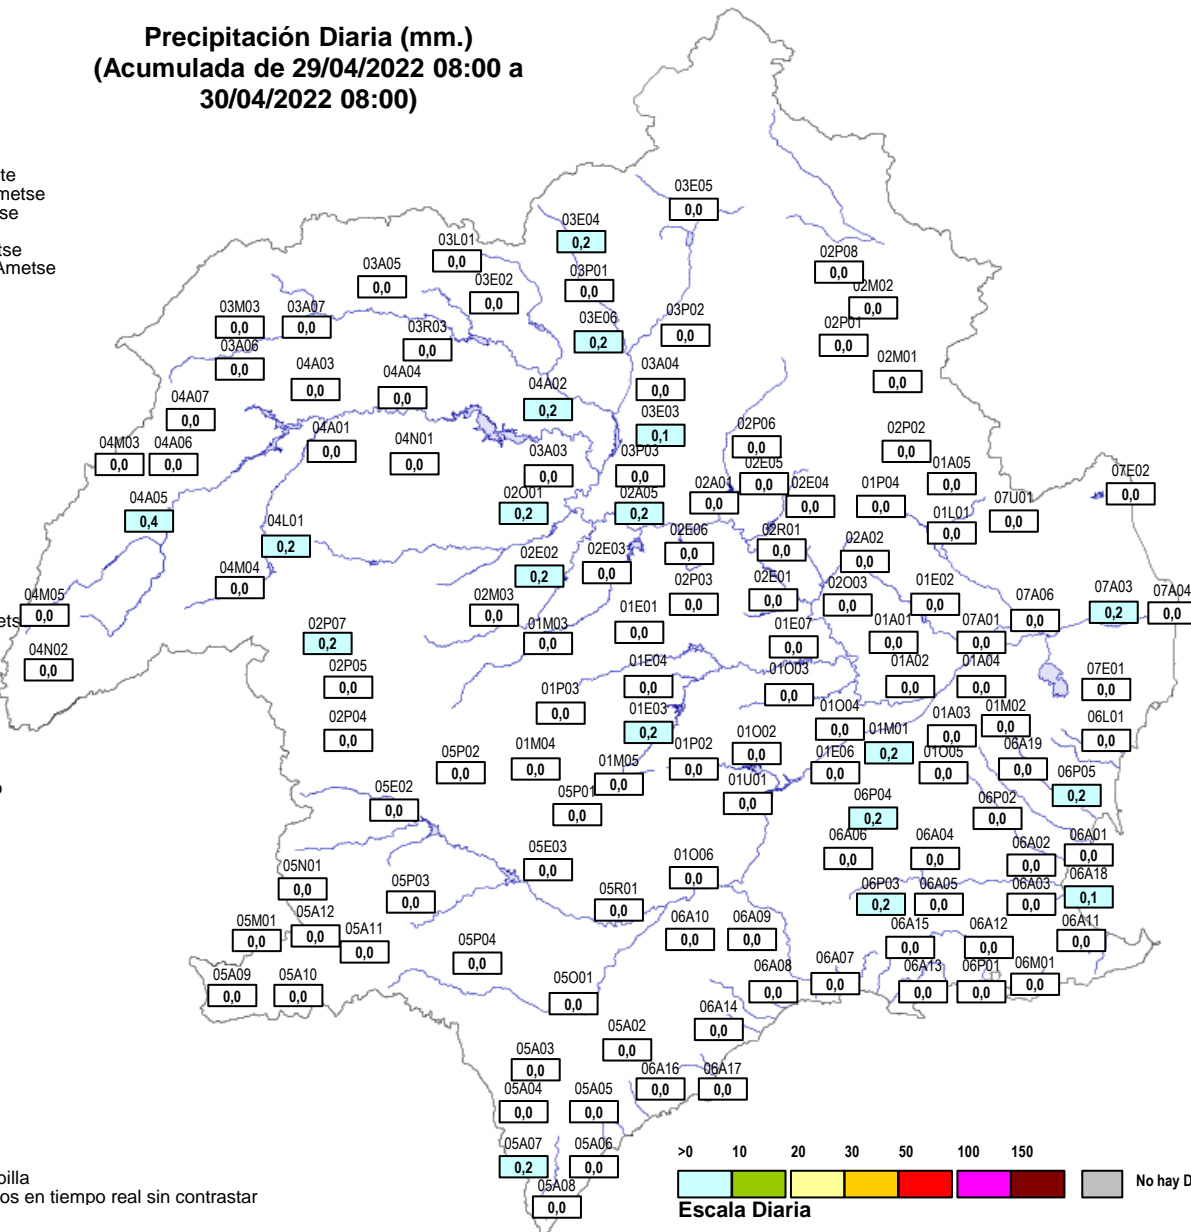 Precipitación Diaria (mm.)
(Acumulada de 29/04/2022 08:00 a
30/04/2022 08:00)
te
metse
se
tse
Ametse
03E05
0,0
03E04
0,2
03L01
0,0
02P08
0,0
03A05
0,0
03E02
0,0
03P01
0,0
02M02
0,0
03M03
0,0
03A07
0,0
03R03
0,0
03E06
0,2
03P02
0,0
02P01
0,0
03A06
0,0
04A03
0,0
04A04
0,0
04A02
0,2
03A04
0,0
02M01
0,0
04A07
0,0
03E03
0,1
04M03
0,0
04A06
0,0
04A01
0,0
04N01
0,0
02P06
0,0
02P02
0,0
03A03
0,0
03P03
0,0
02E05
0,0
01A05
0,0
07E02
0,0
04A05
0,4
02O01
0,2
02A05
0,2
02A01
0,0
02E04
0,0
01P04
0,0
07U01
0,0
04L01
0,2
01L01
0,0
02E06
0,0
02R01
0,0
02A02
0,0
04M04
0,0
02E02
0,2
02E03
0,0
02P03
0,0
02E01
0,0
02O03
0,0
01E02
0,0
04M05
0,0
ets
02M03
0,0
07A06
0,0
07A03
0,2
07A04
0,0
02P07
0,2
01M03
0,0
01E01
0,0
01E07
0,0
01A01
0,0
07A01
0,0
04N02
0,0
02P05
0,0
01E04
0,0
01O03
0,0
01A02
0,0
01A04
0,0
07E01
0,0
02P04
0,0
01P03
0,0
01E03
0,2
01O04
0,0
01M01
0,2
01A03
0,0
01M02
0,0
06L01
0,0
05P02
0,0
01M04
0,0
01M05
0,0
01P02
0,0
01O02
0,0
01E06
0,0
01O05
0,0
06A19
0,0
06P05
0,2
o
05E02
0,0
05P01
0,0
01U01
0,0
06P04
0,2
06P02
0,0
06A06
0,0
06A04
0,0
06A02
0,0
06A01
0,0
05E03
0,0
01O06
0,0
05N01
0,0
05P03
0,0
05R01
0,0
06P03
0,2
06A05
0,0
06A03
0,0
06A18
0,1
05M01
0,0
05A12
0,0
05A11
0,0
06A10
0,0
06A09
0,0
06A15
0,0
06A12
0,0
06A11
0,0
05P04
0,0
05A09
0,0
05A10
0,0
05O01
0,0
06A08
0,0
06A07
0,0
06A13
0,0
06P01
0,0
06M01
0,0
06A14
0,0
05A02
0,0
05A03
0,0
06A16
0,0
06A17
0,0
05A04
0,0
05A05
0,0
05A07
0,2
05A06
0,0
05A08
0,0
oilla
os en tiempo real sin contrastar
>0 10 20 30 50 100 150
No hay D
Escala Diaria